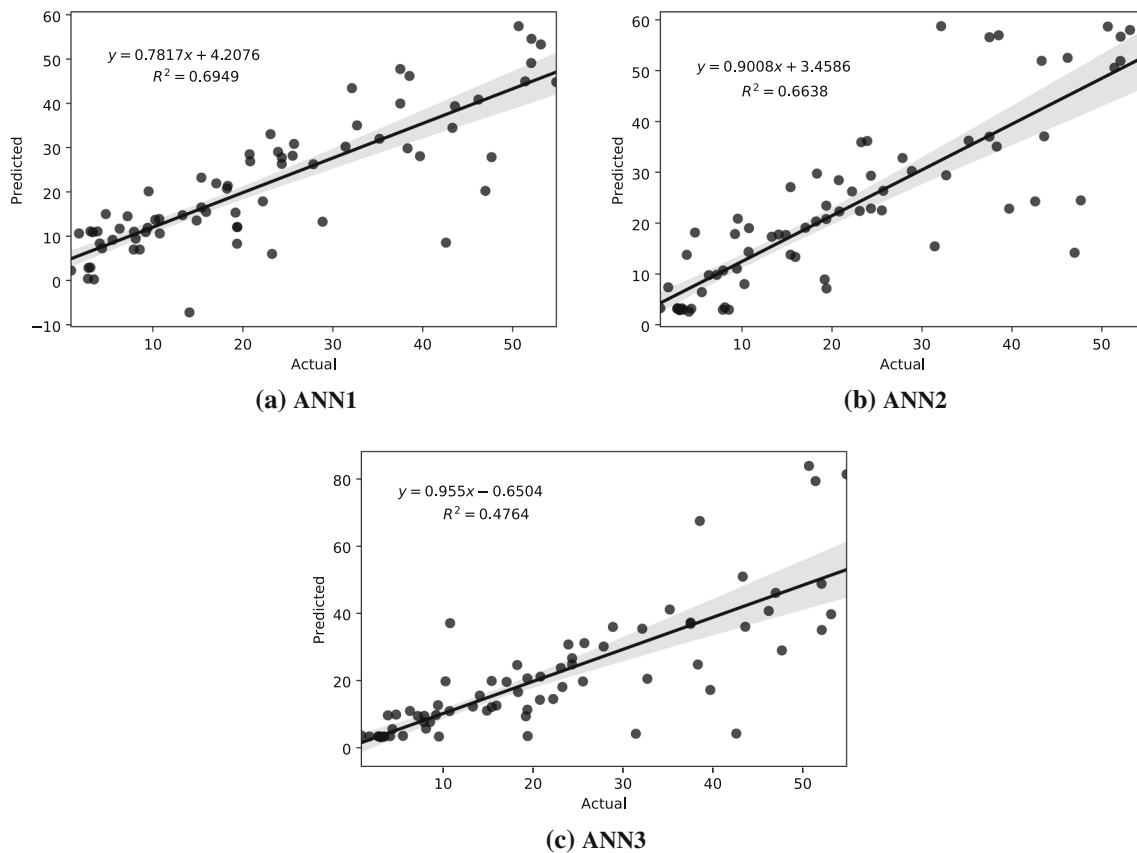 60
50
40
30
20
10
0
−10
Predicted
y = 0.7817x + 4.2076
R² = 0.6949
10 20 30 40 50
Actual
(a) ANN1
60
50
40
30
20
10
0
Predicted
y = 0.9008x + 3.4586
R² = 0.6638
10 20 30 40 50
Actual
(b) ANN2
80
60
40
20
0
Predicted
y = 0.955x − 0.6504
R² = 0.4764
10 20 30 40 50
Actual
(c) ANN3